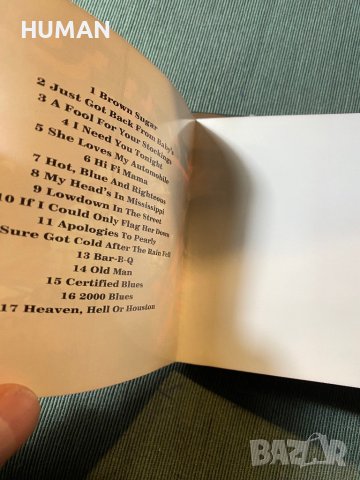 HUMAN
1 Brown Sugar
2 Just Got Back From Baby's
3 A Fool For Your Stockings
4 I Need You Tonight
5 She Loves My Automobile
6 Hi Fi Mama
7 Hot, Blue And Righteous
8 My Head's In Mississippi
9 Lowdown In The Street
10 If I Could Only Flag Her Down
11 Apologies To Pearly
Sure Got Cold After The Rain Fell
13 Bar-B-Q
14 Old Man
15 Certified Blues
16 2000 Blues
17 Heaven, Hell Or Houston
BAZAR